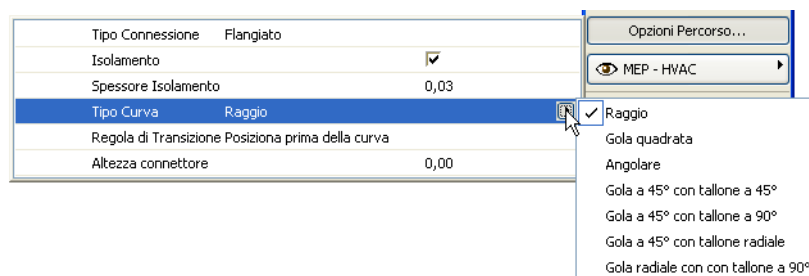 Tipo Connessione Flangiato
Isolamento
Spessore Isolamento 0,03
Tipo Curva Raggio
Regola di Transizione Posiziona prima della curva
Altezza connettore 0,00
Opzioni Percorso...
MEP - HVAC
Raggio
Gola quadrata
Angolare
Gola a 45° con tallone a 45°
Gola a 45° con tallone a 90°
Gola a 45° con tallone radiale
Gola radiale con con tallone a 90°